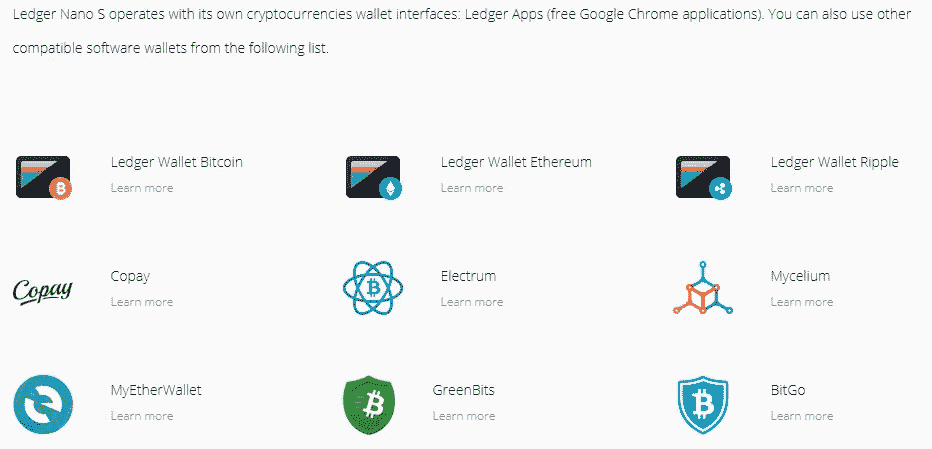 Ledger Nano S operates with its own cryptocurrencies wallet interfaces: Ledger Apps (free Google Chrome applications). You can also use other
compatible software wallets from the following list.
Ledger Wallet Bitcoin
Learn more
Ledger Wallet Ethereum
Learn more
Ledger Wallet Ripple
Learn more
Copay
Copay
Learn more
Electrum
Learn more
Mycelium
Learn more
MyEtherWallet
Learn more
GreenBits
Learn more
BitGo
Learn more